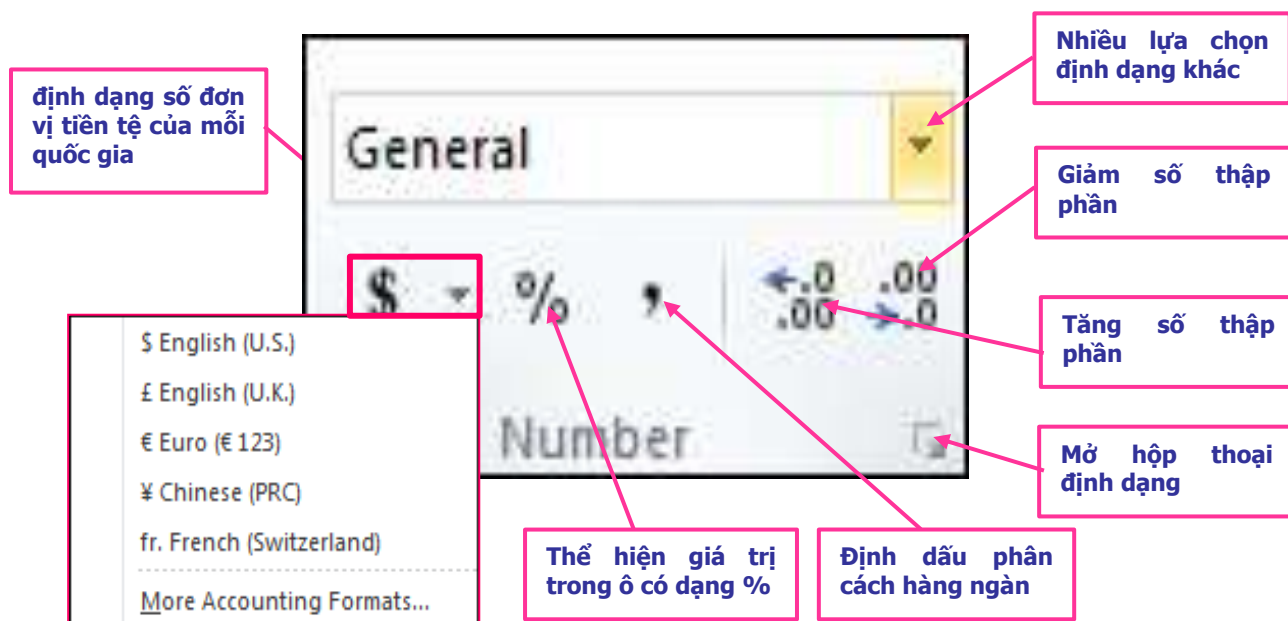 Nhiều lựa chọn
định dạng khác
định dạng số đơn
vị tiền tệ của mỗi
quốc gia
General
Giảm số thập
phần
$ % , .0 .00
.00 .0
Tăng số thập
phần
$ English (U.S.)
£ English (U.K.)
€ Euro (€ 123)
¥ Chinese (PRC)
fr. French (Switzerland)
More Accounting Formats...
Number
Mở hộp thoại
định dạng
Thể hiện giá trị
trong ô có dạng %
Định dấu phân
cách hàng ngàn